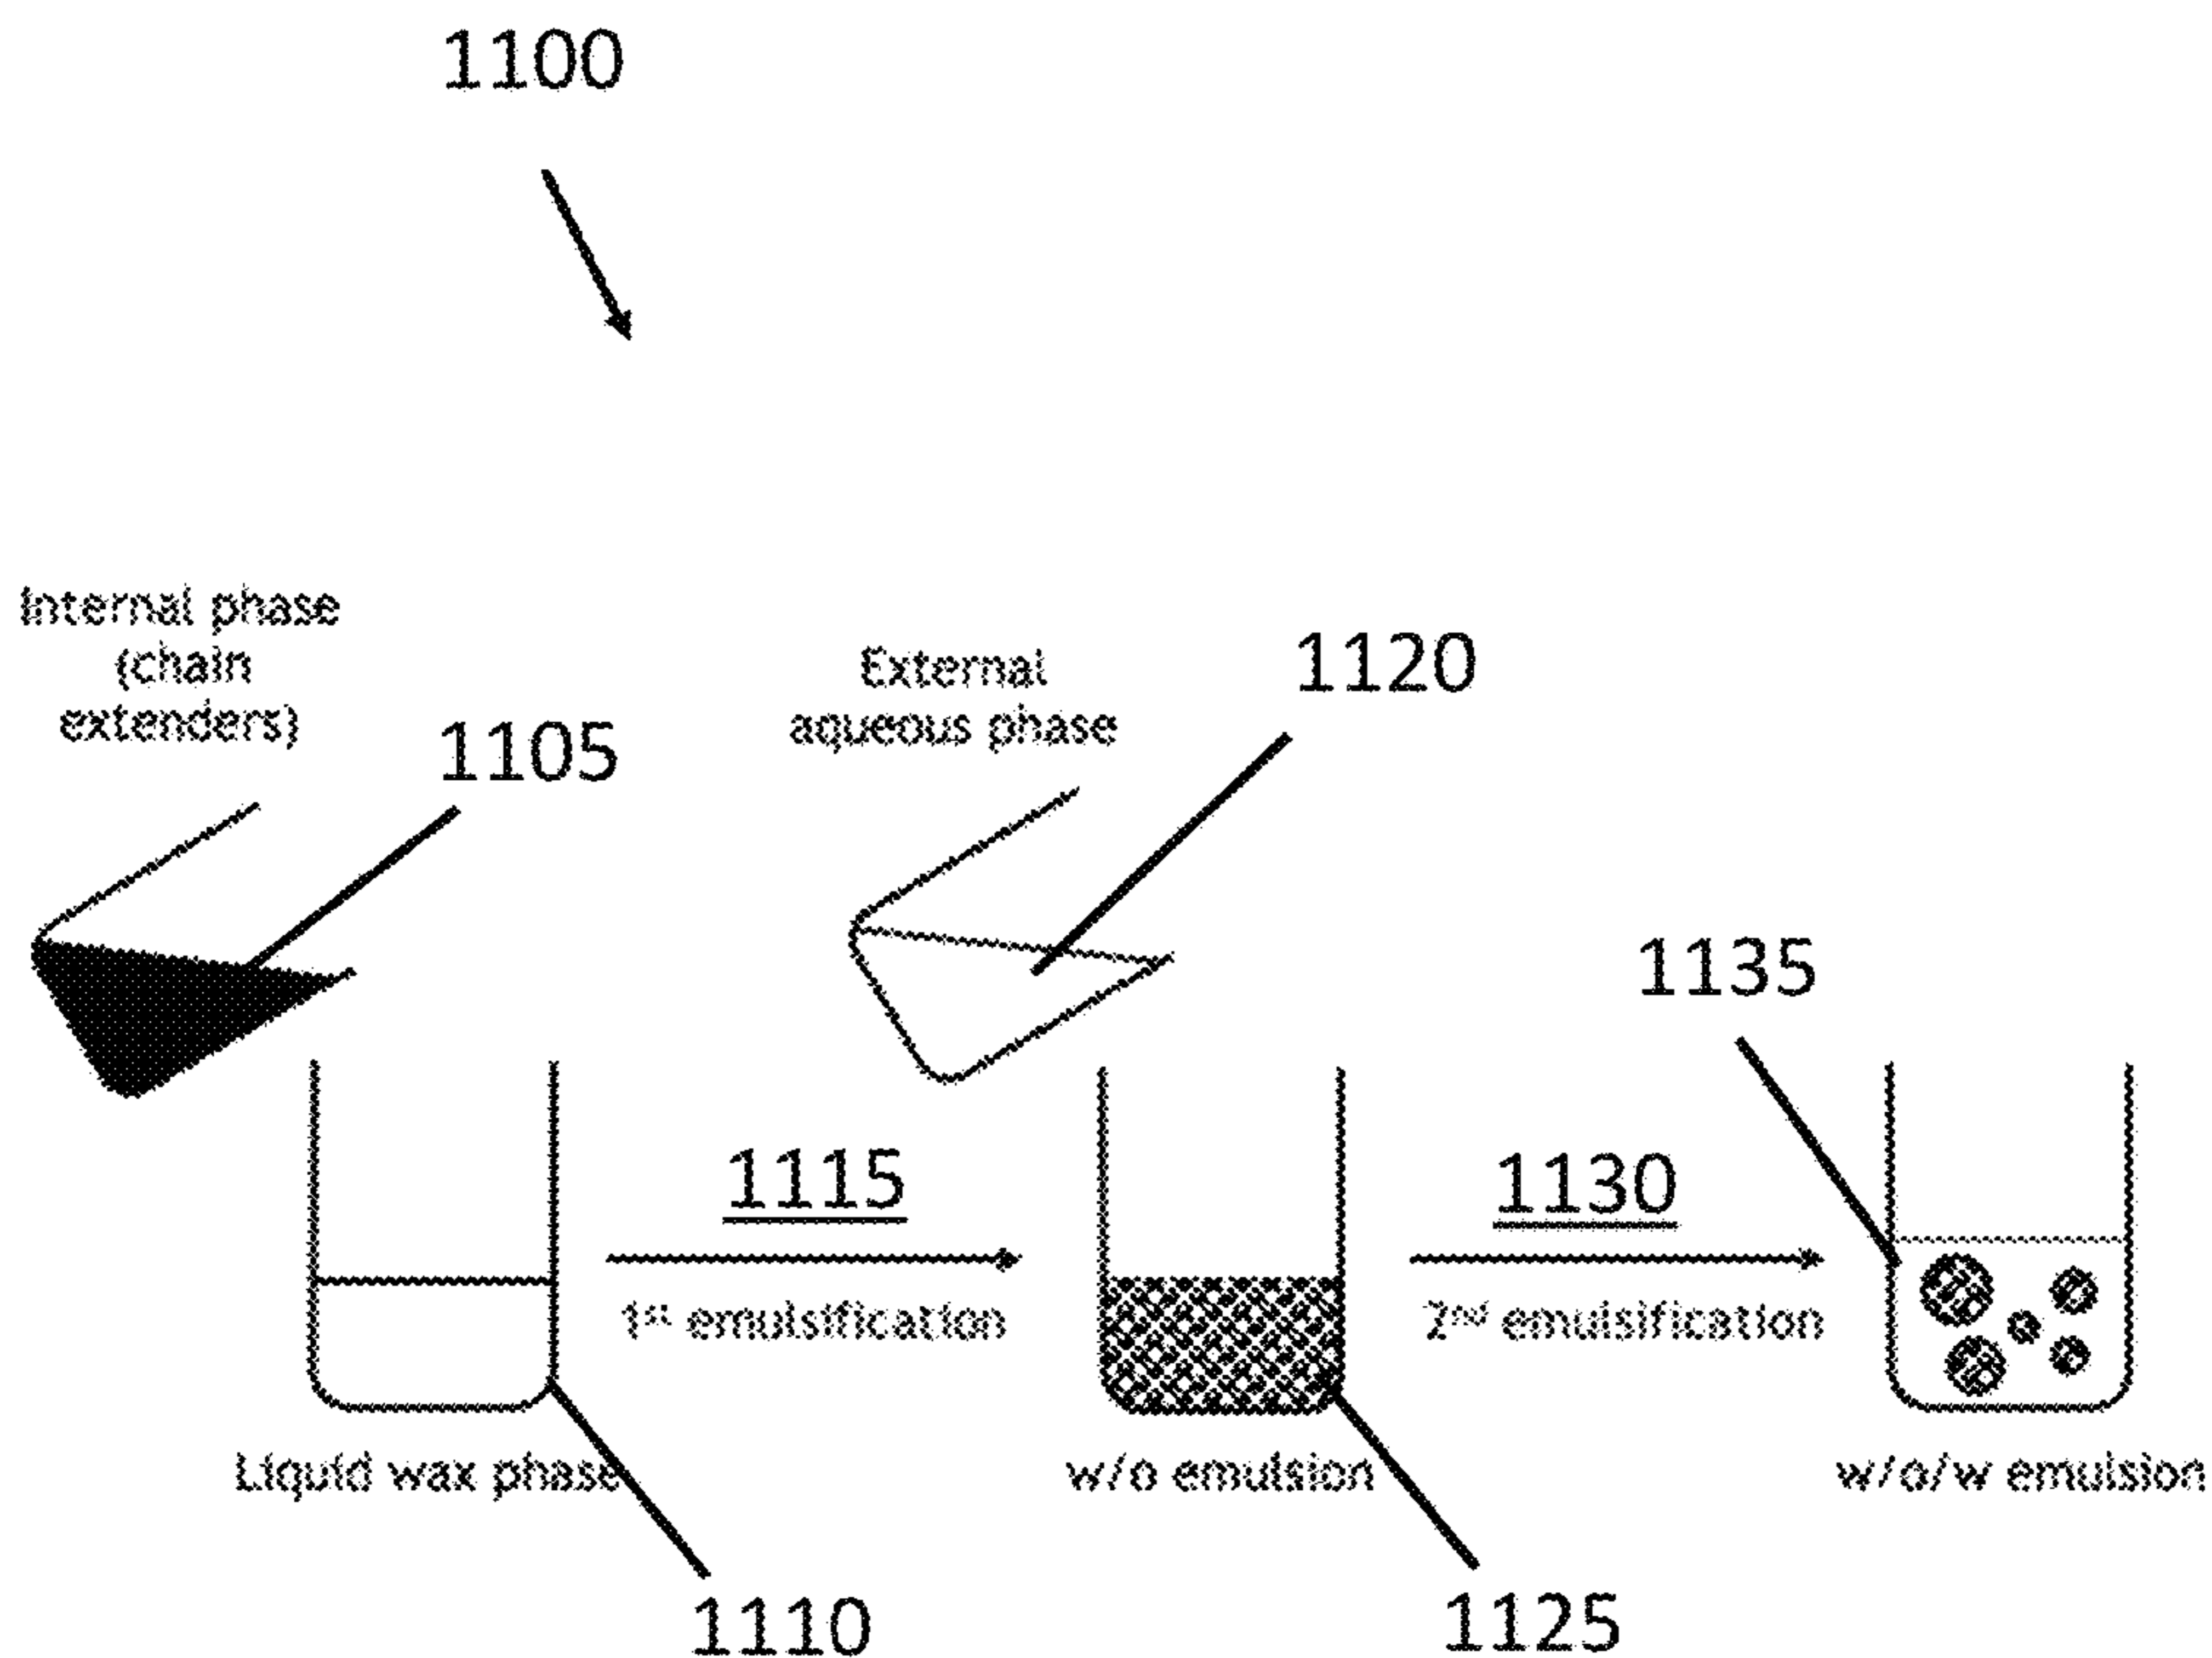 1100
Internal phase
(chain
extenders)
1105
External
aqueous phase
1120
1135
1115
1st emulsification
1130
2nd emulsification
Liquid wax phase
w/o emulsion
w/o/w emulsion
1110
1125